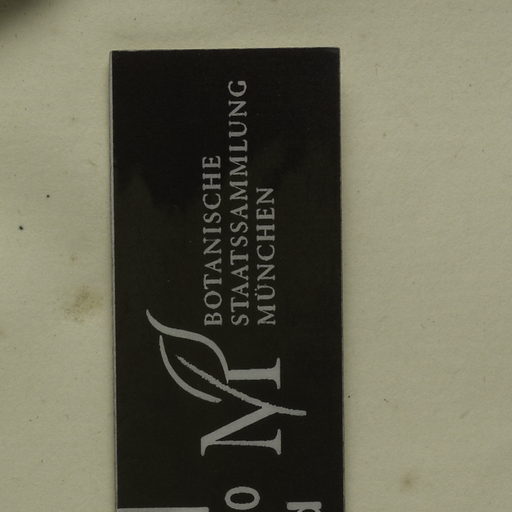 BOTANISCHE
STAATSSAMMLUNG
MÜNCHEN
M